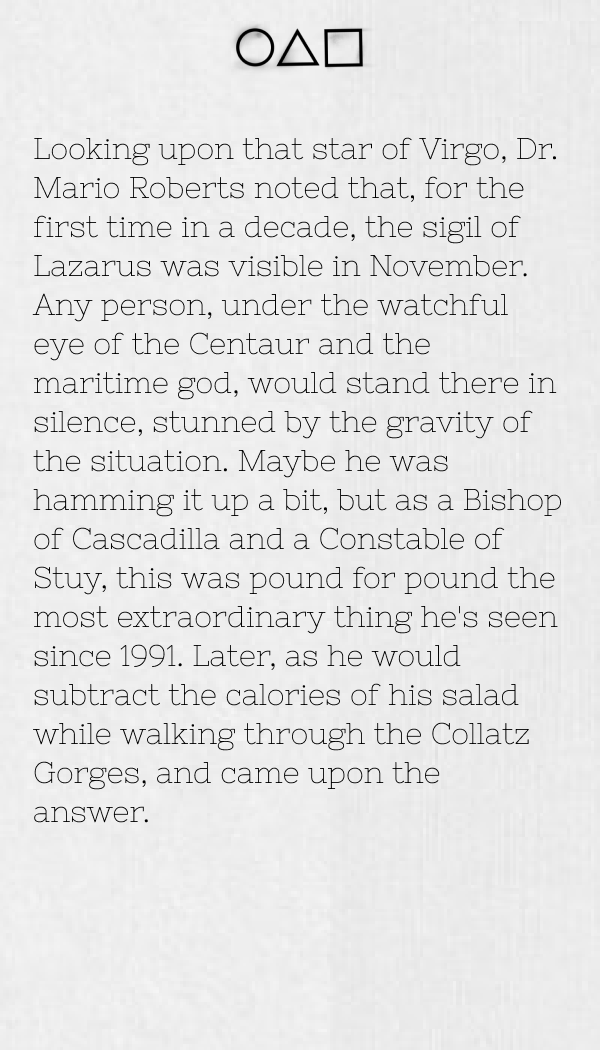 Looking upon that star of Virgo, Dr.
Mario Roberts noted that, for the
first time in a decade, the sigil of
Lazarus was visible in November.
Any person, under the watchful
eye of the Centaur and the
maritime god, would stand there in
silence, stunned by the gravity of
the situation. Maybe he was
hamming it up a bit, but as a Bishop
of Cascadilla and a Constable of
Stuy, this was pound for pound the
most extraordinary thing he's seen
since 1991. Later, as he would
subtract the calories of his salad
while walking through the Collatz
Gorges, and came upon the
answer.